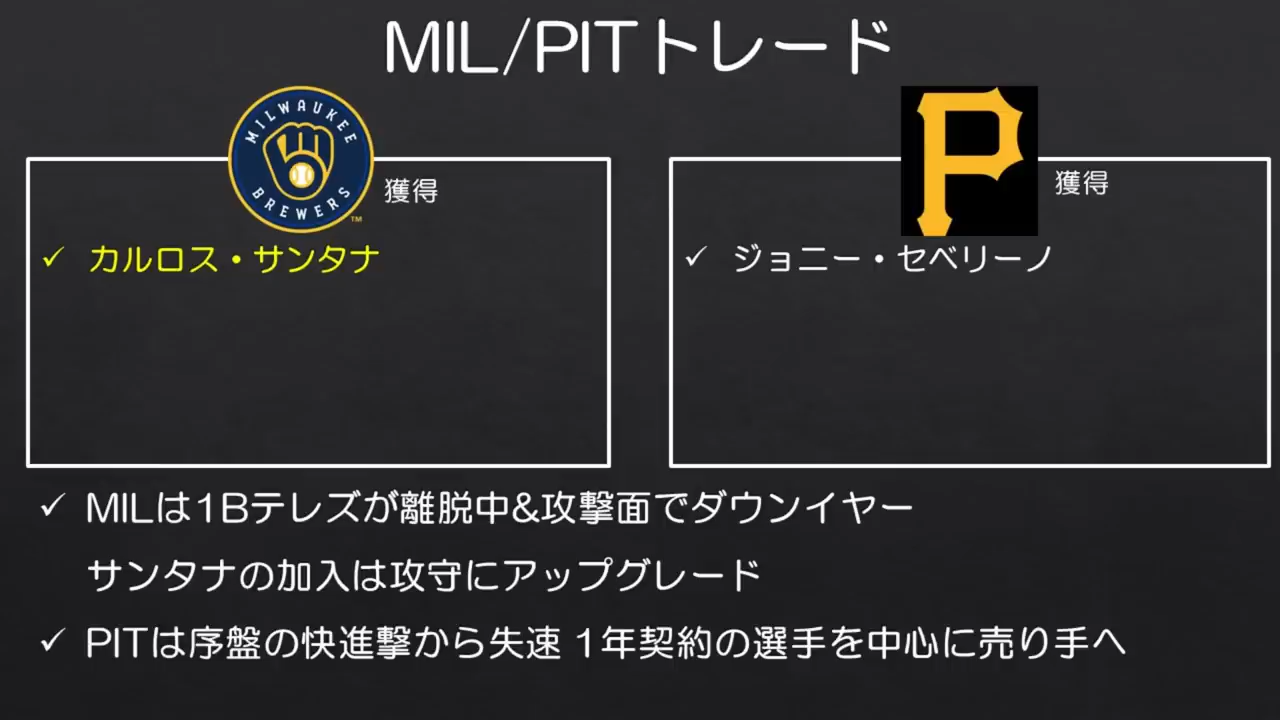 MIL/PITトレード
MILWAUKEE
BREWERS
TM
獲得
✓ カルロス・サンタナ
P
獲得
✓ ジョニー・セベリーノ
✓ MILは1Bテレズが離脱中&攻撃面でダウンイヤー
サンタナの加入は攻守にアップグレード
✓ PITは序盤の快進撃から失速 1年契約の選手を中心に売り手へ